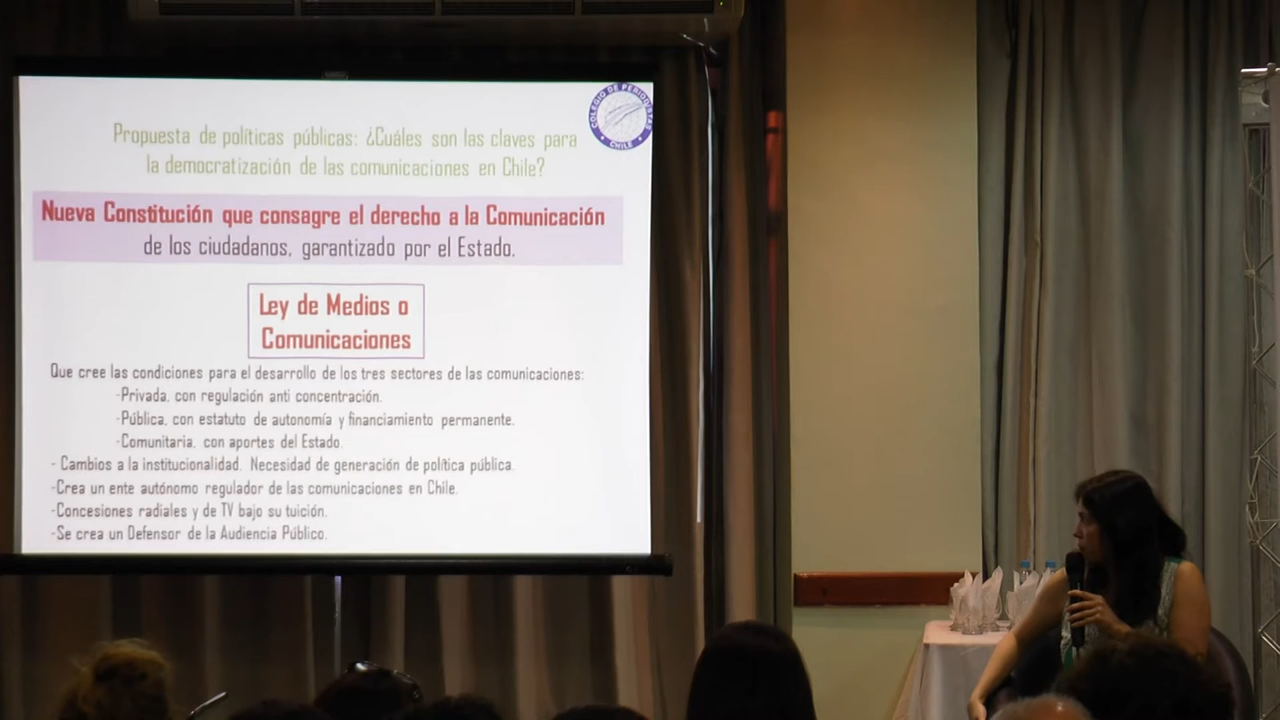 COLEGIO DE PERIODISTAS
CHILE
Propuesta de políticas públicas: ¿Cuáles son las claves para
la democratización de las comunicaciones en Chile?
Nueva Constitución que consagre el derecho a la Comunicación
de los ciudadanos, garantizado por el Estado.
Ley de Medios o
Comunicaciones
Que cree las condiciones para el desarrollo de los tres sectores de las comunicaciones:
-Privada, con regulación anti concentración.
-Pública, con estatuto de autonomía y financiamiento permanente.
-Comunitaria, con aportes del Estado.
- Cambios a la institucionalidad. Necesidad de generación de política pública.
-Crea un ente autónomo regulador de las comunicaciones en Chile.
-Concesiones radiales y de TV bajo su tuición.
-Se crea un Defensor de la Audiencia Público.